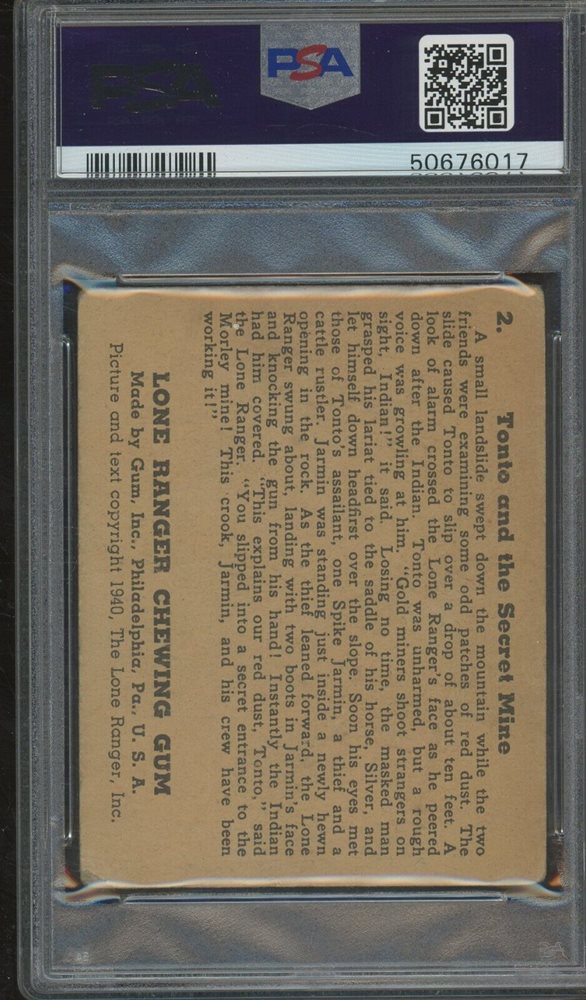 PSA
50676017
2. Tonto and the Secret Mine
A small landslide swept down the mountain while the two
friends were examining some odd patches of red dust. The
slide caused Tonto to slip over a drop of about ten feet. A
look of alarm crossed the Lone Ranger's face as he peered
down after the Indian. Tonto was unharmed, but a rough
voice was growling at him. "Gold miners shoot strangers on
sight, Indian!" it said. Losing no time, the masked man
grasped his lariat tied to the saddle of his horse, Silver, and
let himself down headfirst over the slope. Soon his eyes met
those of Tonto's assailant, one Spike Jarmin, a thief and a
cattle rustler. Jarmin was standing just inside a newly hewn
opening in the rock. As the thief leaned forward, the Lone
Ranger swung about, landing with two boots in Jarmin's face
and knocking the gun from his hand! Instantly the Indian
had him covered. "This explains our red dust, Tonto," said
the Lone Ranger, "You slipped into a secret entrance to the
Morley mine! This crook, Jarmin, and his crew have been
working it!"
LONE RANGER CHEWING GUM
Made by Gum, Inc., Philadelphia, Pa., U. S. A.
Picture and text copyright 1940, The Lone Ranger, Inc.